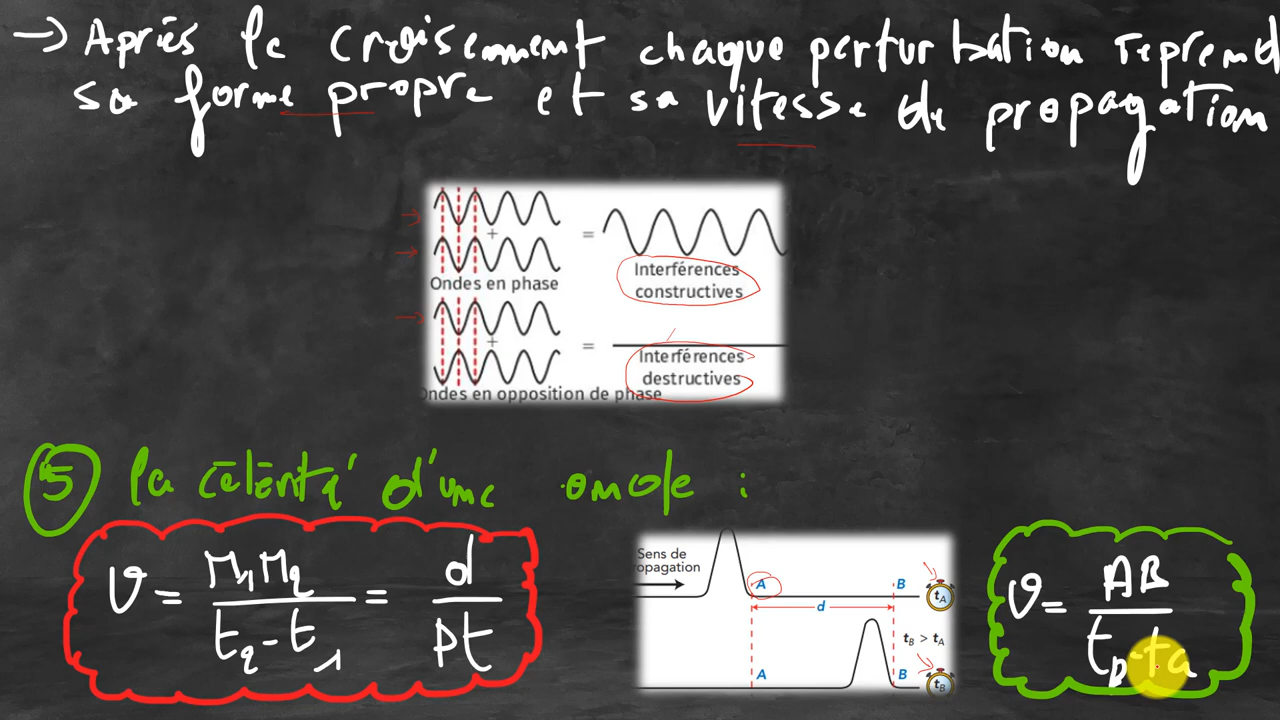 → Après le croisement chaque perturbation reprend
sa forme propre et sa vitesse de propagation
+
=
Interférences
constructives
Ondes en phase
+
=
Interférences
destructives
Ondes en opposition de phase
5 la célérité d'une onde :
v = M₁M₂ / t₂ - t₁ = d / Δt
Sens de
opagation
A
B
tA
d
tB > tA
A
B
tB
v = AB / tB - tA